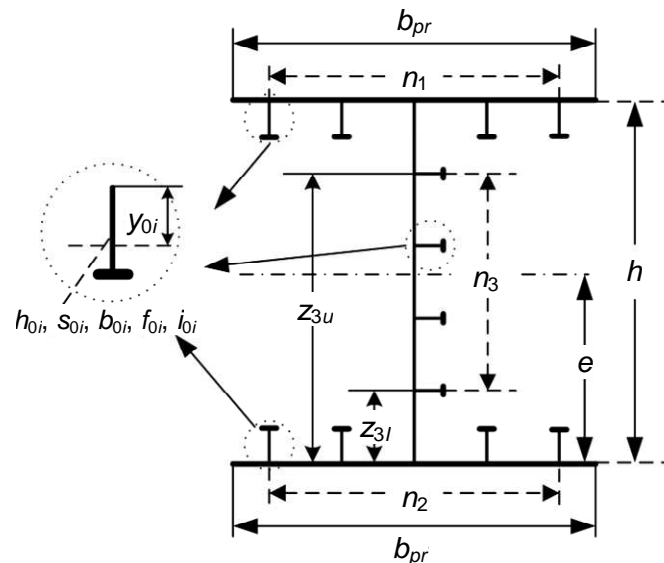 b_pr
n_1
y_0i
h
n_3
z_3u
h_0i, s_0i, b_0i, f_0i, i_0i
e
z_3l
n_2
b_pr